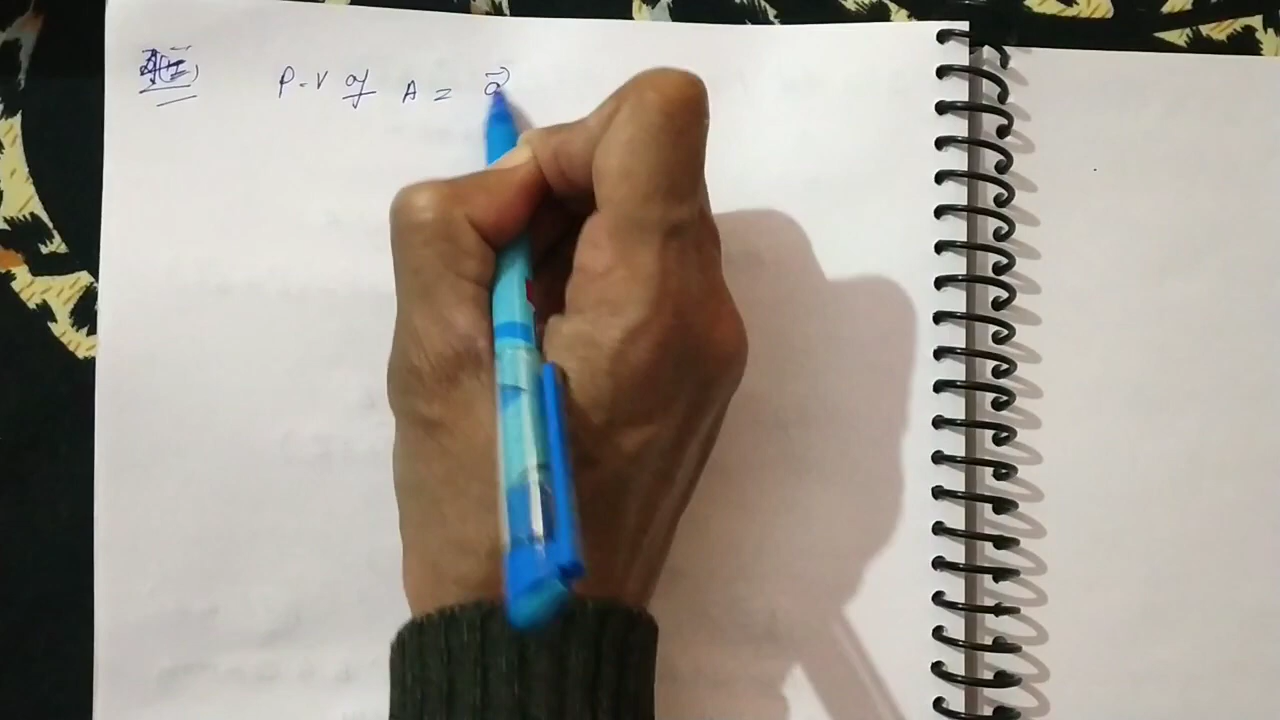 P.V of A = a⃗